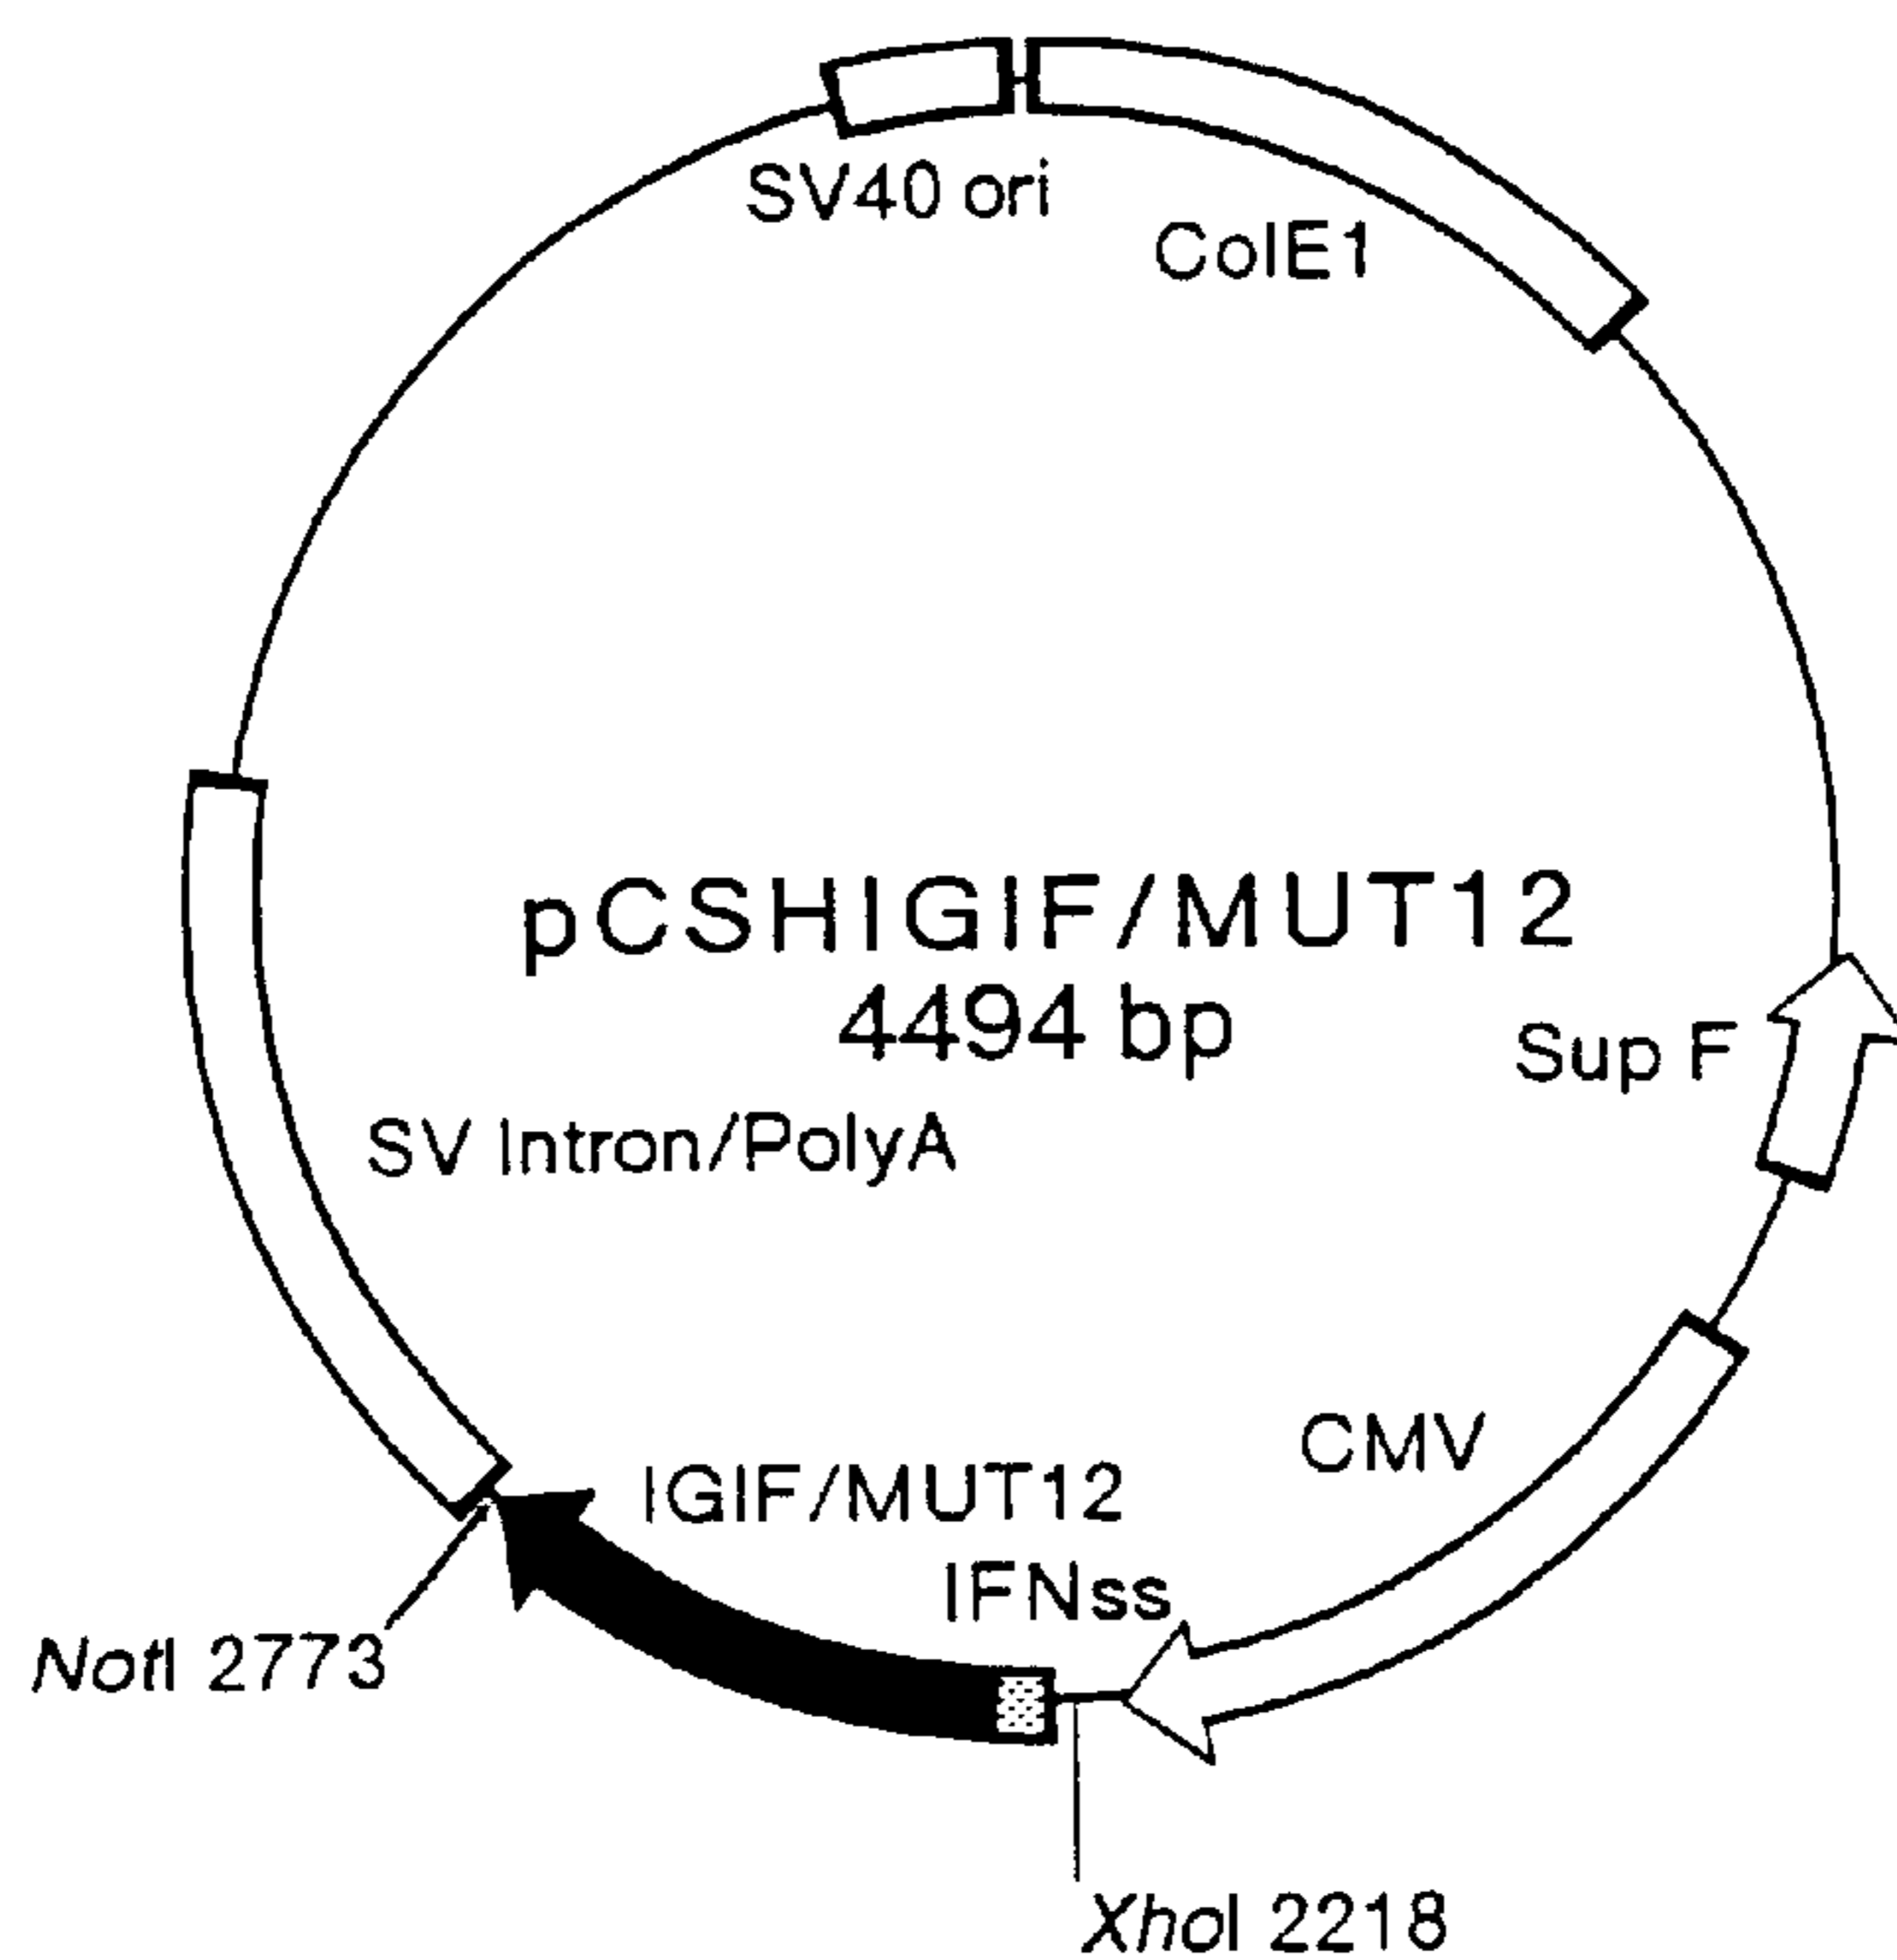 SV40 ori
ColE1
pCSHIGIF/MUT12
4494 bp
Sup F
SV Intron/PolyA
CMV
IGIF/MUT12
IFNss
NotI 2773
XhoI 2218